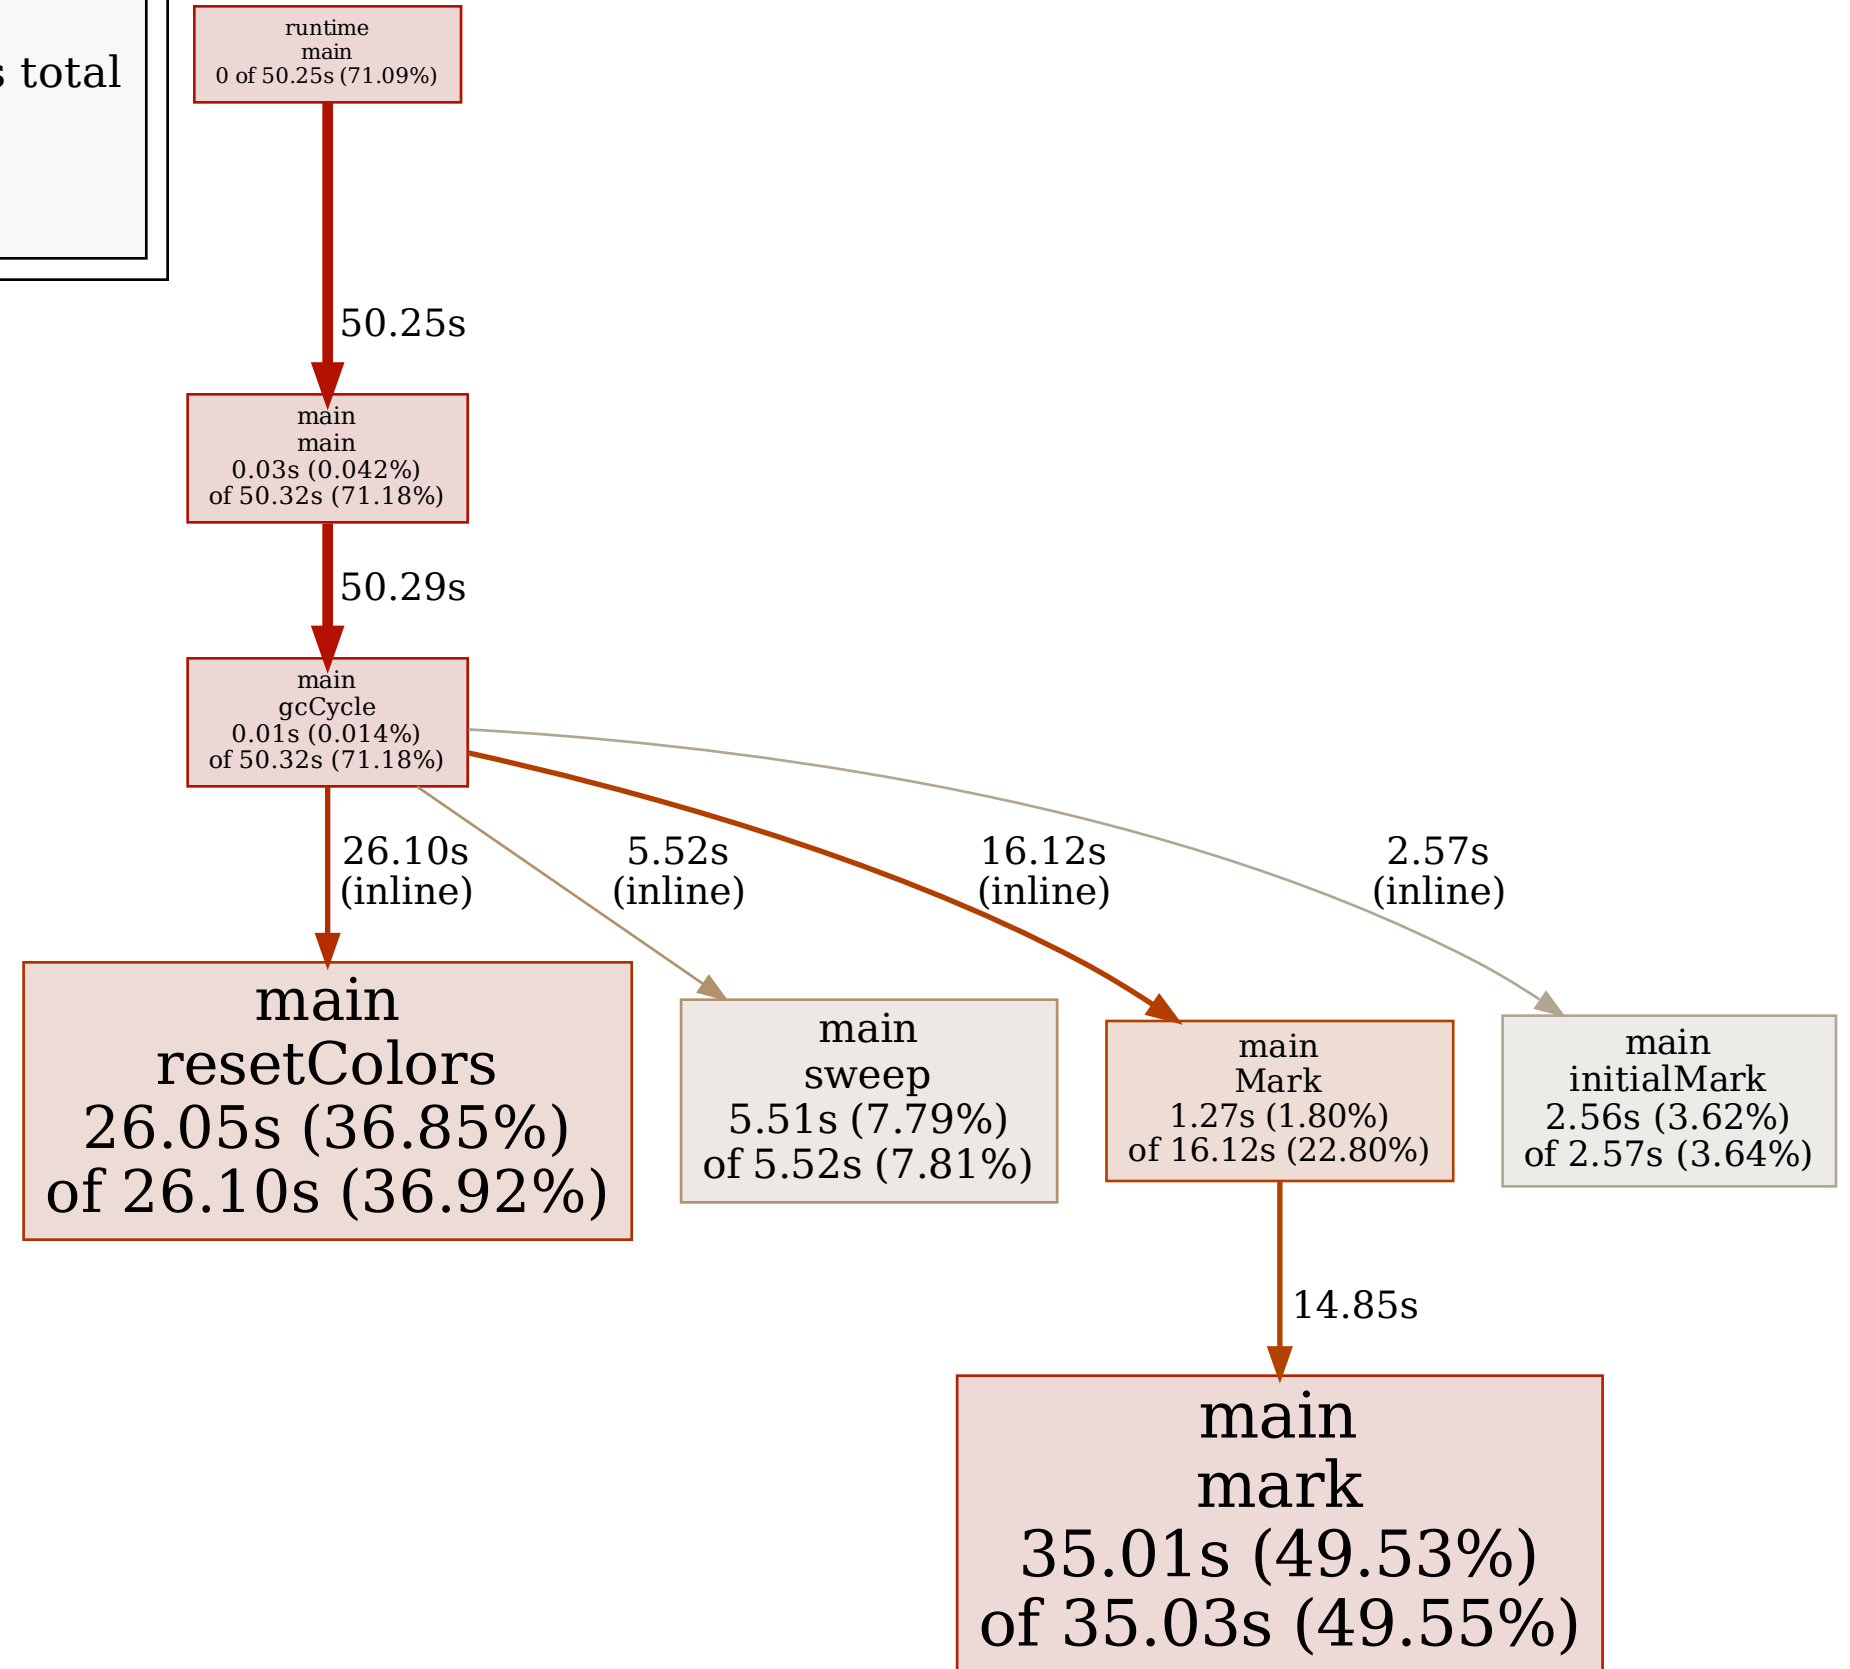 s total
runtime
main
0 of 50.25s (71.09%)
50.25s
main
main
0.03s (0.042%)
of 50.32s (71.18%)
50.29s
main
gcCycle
0.01s (0.014%)
of 50.32s (71.18%)
26.10s
(inline)
5.52s
(inline)
16.12s
(inline)
2.57s
(inline)
main
resetColors
26.05s (36.85%)
of 26.10s (36.92%)
main
sweep
5.51s (7.79%)
of 5.52s (7.81%)
main
Mark
1.27s (1.80%)
of 16.12s (22.80%)
main
initialMark
2.56s (3.62%)
of 2.57s (3.64%)
14.85s
main
mark
35.01s (49.53%)
of 35.03s (49.55%)